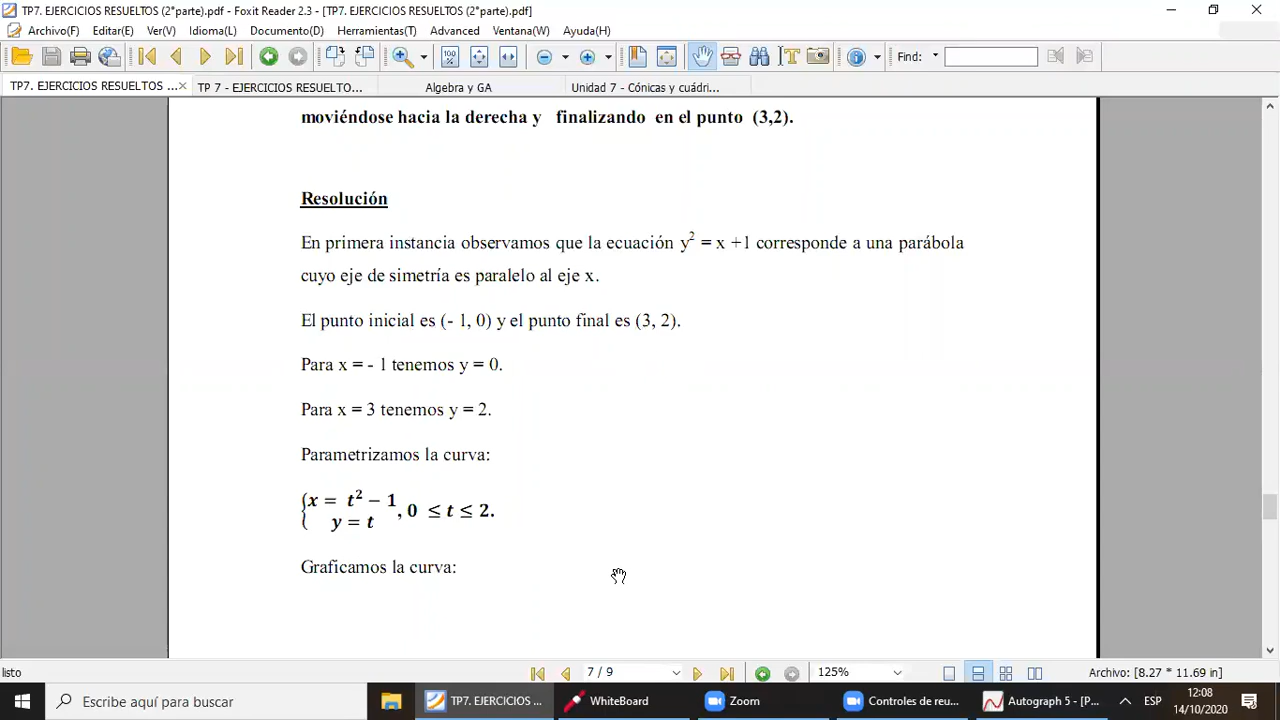 TP7. EJERCICIOS RESUELTOS (2°parte).pdf - Foxit Reader 2.3 - [TP7. EJERCICIOS RESUELTOS (2°parte).pdf]
Archivo(F) Editar(E) Ver(V) Idioma(L) Documento(D) Herramientas(T) Advanced Ventana(W) Ayuda(H)
Find:
TP7. EJERCICIOS RESUELTOS ... TP 7 - EJERCICIOS RESUELTO... Algebra y GA Unidad 7 - Cónicas y cuádri...
moviéndose hacia la derecha y finalizando en el punto (3,2).
Resolución
En primera instancia observamos que la ecuación y² = x +1 corresponde a una parábola
cuyo eje de simetría es paralelo al eje x.
El punto inicial es (- 1, 0) y el punto final es (3, 2).
Para x = - 1 tenemos y = 0.
Para x = 3 tenemos y = 2.
Parametrizamos la curva:
{x = t² − 1
y = t , 0 ≤ t ≤ 2.
Graficamos la curva:
listo 7 / 9 125% Archivo: [8.27 * 11.69 in]
Escribe aquí para buscar TP7. EJERCICIOS ... WhiteBoard Zoom Controles de reu... Autograph 5 - [P... ESP 12:08
14/10/2020